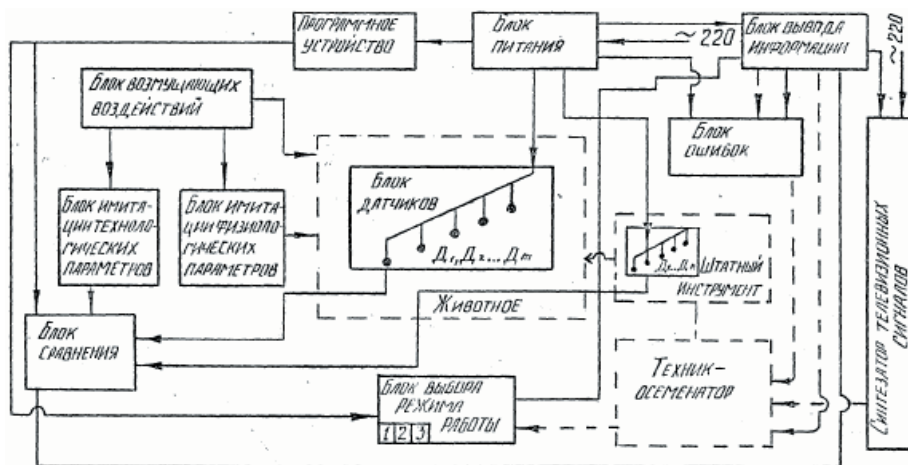 ПРОГРАММНОЕ
УСТРОЙСТВО
БЛОК
ПИТАНИЯ
~220
БЛОК ВЫВОДА
ИНФОРМАЦИИ
~220
БЛОК ВОЗМУЩАЮЩИХ
ВОЗДЕЙСТВИЙ
БЛОК
ОШИБОК
БЛОК ИМИТА-
ЦИИ ТЕХНОЛО-
ГИЧЕСКИХ
ПАРАМЕТРОВ
БЛОК ИМИТА-
ЦИИ ФИЗИО-
ЛОГИЧЕСКИХ
ПАРАМЕТРОВ
БЛОК
ДАТЧИКОВ
Д1, Д2... Дm
ЖИВОТНОЕ
Д1...Дn ШТАТНЫЙ
ИНСТРУМЕНТ
СИНТЕЗАТОР ТЕЛЕВИЗИОННЫХ
СИГНАЛОВ
БЛОК
СРАВНЕНИЯ
БЛОК ВЫБОРА
РЕЖИМА
РАБОТЫ
1 2 3
ТЕХНИК-
ОСЕМЕНАТОР